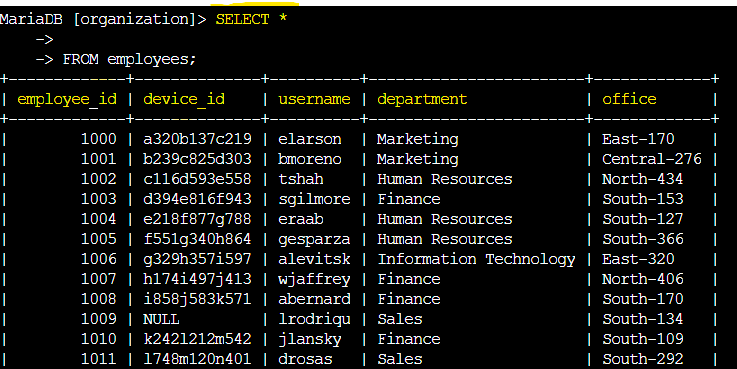 MariaDB [organization]> SELECT *
    ->
    -> FROM employees;
+-------------+--------------+----------+------------------------+-------------+
| employee_id | device_id    | username | department             | office      |
+-------------+--------------+----------+------------------------+-------------+
|        1000 | a320b137c219 | elarson  | Marketing              | East-170    |
|        1001 | b239c825d303 | bmoreno  | Marketing              | Central-276 |
|        1002 | c116d593e558 | tshah    | Human Resources        | North-434   |
|        1003 | d394e816f943 | sgilmore | Finance                | South-153   |
|        1004 | e218f877g788 | eraab    | Human Resources        | South-127   |
|        1005 | f551g340h864 | gesparza | Human Resources        | South-366   |
|        1006 | g329h357i597 | alevitsk | Information Technology | East-320    |
|        1007 | h174i497j413 | wjaffrey | Finance                | North-406   |
|        1008 | i858j583k571 | abernard | Finance                | South-170   |
|        1009 | NULL         | lrodriqu | Sales                  | South-134   |
|        1010 | k242l212m542 | jlansky  | Finance                | South-109   |
|        1011 | l748m120n401 | drosas   | Sales                  | South-292   |